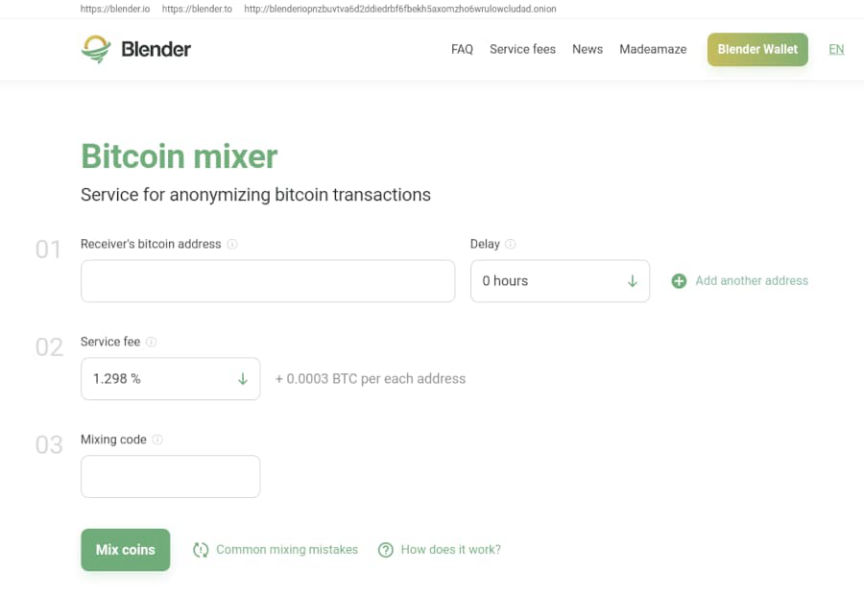 https://blender.io https://blender.to http://blenderiopnzbuvtva6d2ddiedrbf6fbekh5axomzho6wrulowcludad.onion
Blender FAQ Service fees News Madeamaze Blender Wallet EN
Bitcoin mixer
Service for anonymizing bitcoin transactions
01 Receiver's bitcoin address Delay
0 hours Add another address
02 Service fee
1.298 % + 0.0003 BTC per each address
03 Mixing code
Mix coins Common mixing mistakes How does it work?